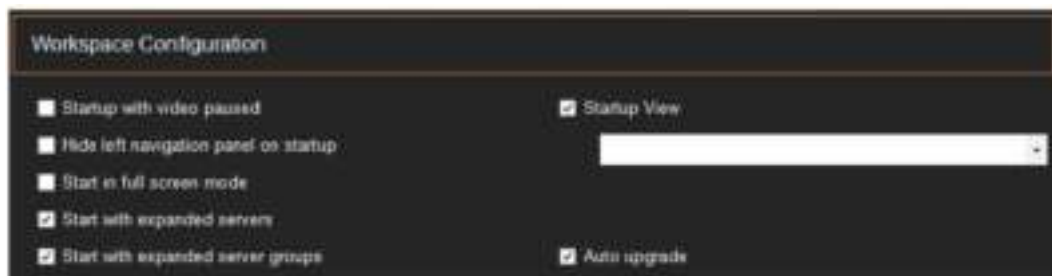 Workspace Configuration
Startup with video paused
Startup View
Hide left navigation panel on startup
Start in full screen mode
Start with expanded servers
Start with expanded server groups
Auto upgrade